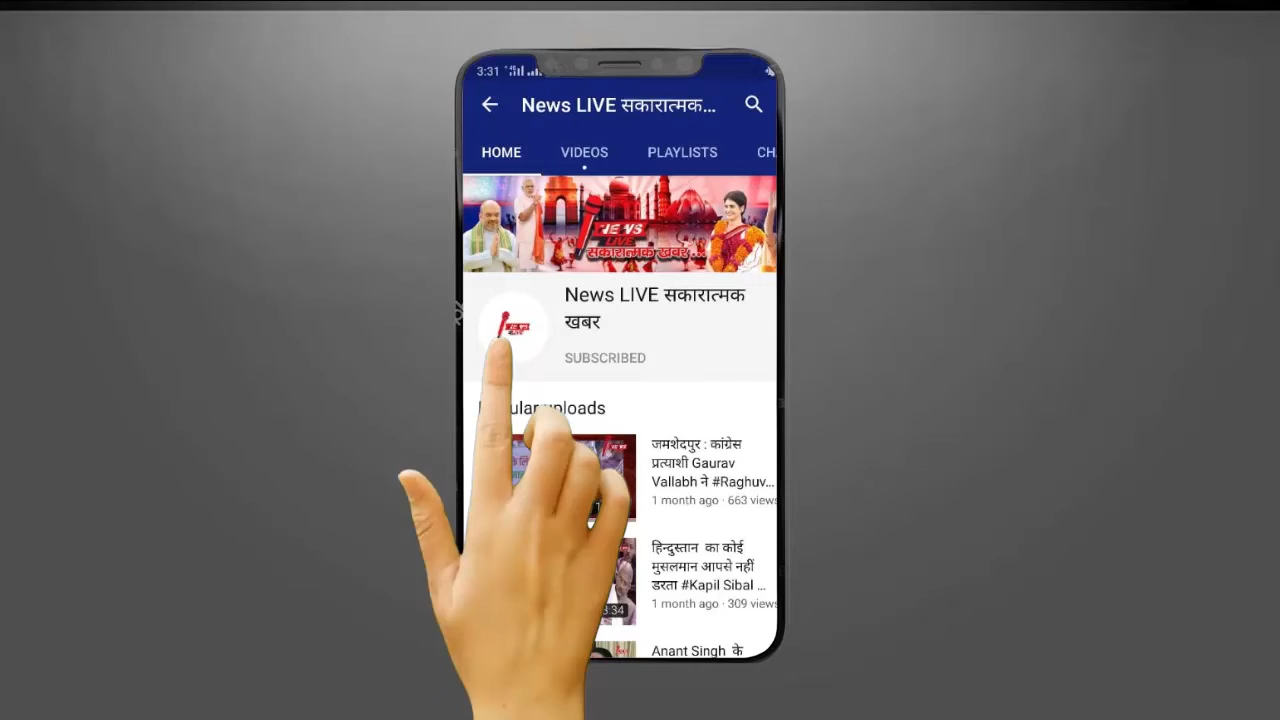 3:31
News LIVE सकारात्मक...
HOME VIDEOS PLAYLISTS CH
NEWS
LIVE
सकारात्मक खबर ...
News LIVE सकारात्मक
खबर
SUBSCRIBED
uploads
जमशेदपुर : कांग्रेस
प्रत्याशी Gaurav
Vallabh ने #Raghuv...
1 month ago · 663 views
हिन्दुस्तान का कोई
मुसलमान आपसे नहीं
डरता #Kapil Sibal ...
1 month ago · 309 views
3:34
Anant Singh के